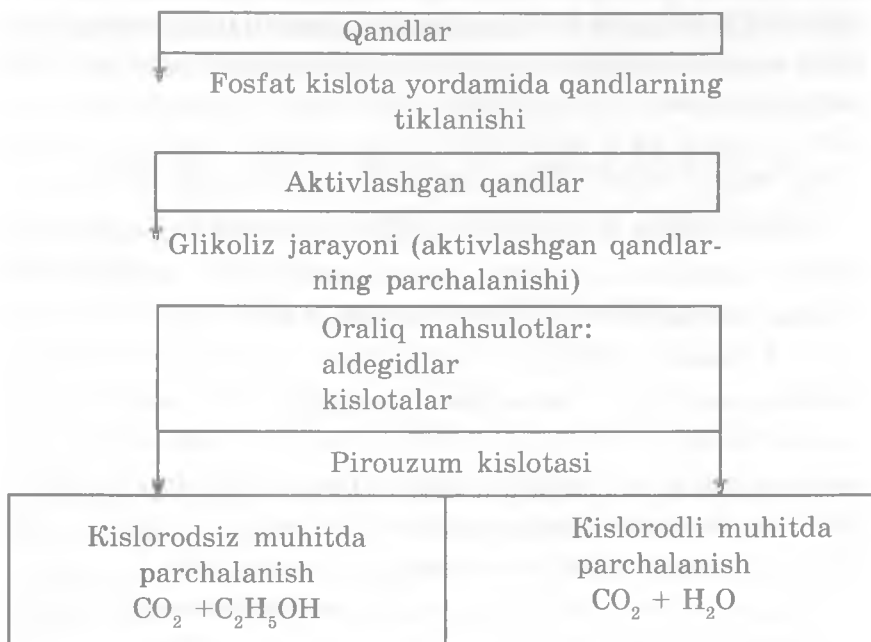 Qandlar
Fosfat kislota yordamida qandlarning
tiklanishi
Aktivlashgan qandlar
Glikoliz jarayoni (aktivlashgan qandlar-
ning parchalanishi)
Oraliq mahsulotlar:
aldegidlar
kislotalar
Pirouzum kislotasi
Kislorodsiz muhitda
parchalanish
CO₂ +C₂H₅OH
Kislorodli muhitda
parchalanish
CO₂ + H₂O